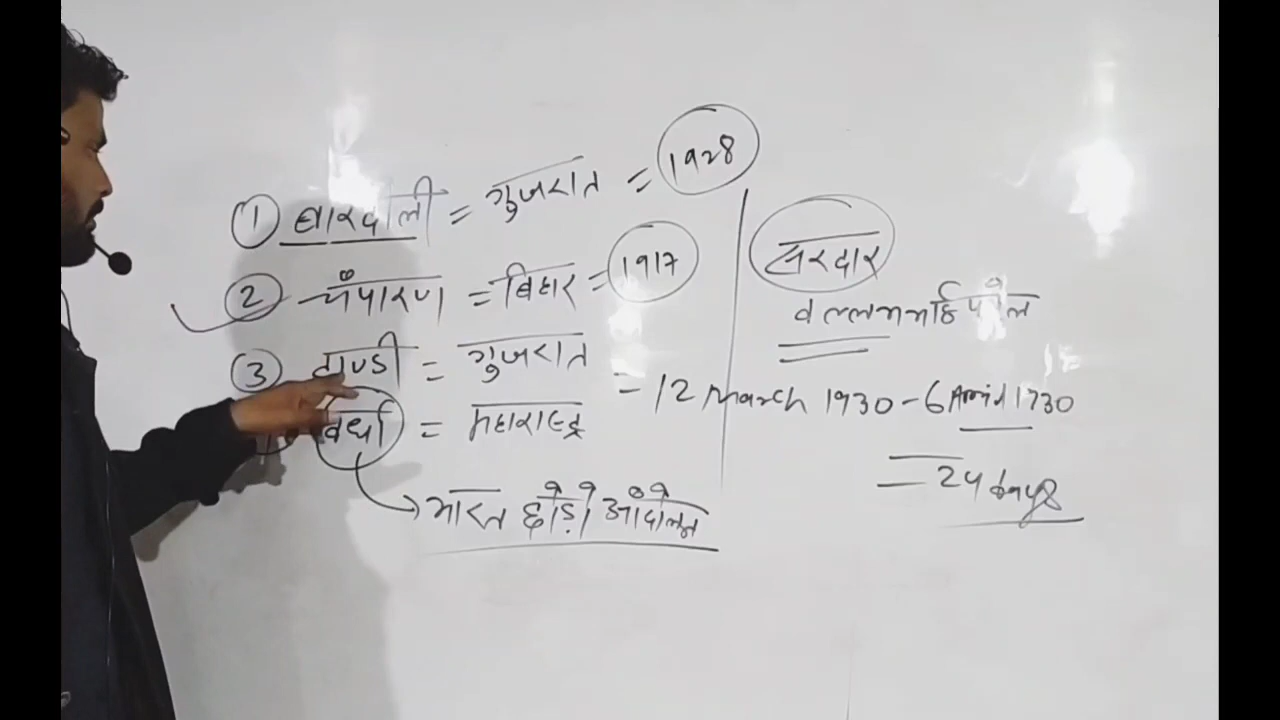 ① बारदोली = गुजरात = 1928
② चंपारण = बिहार = 1917
③ दाण्डी = गुजरात = 12 March 1930 - 6 April 1930
वर्धा = महाराष्ट्र
= 24 days
भारत छोड़ो आंदोलन
सरदार
वल्लभभाई पटेल